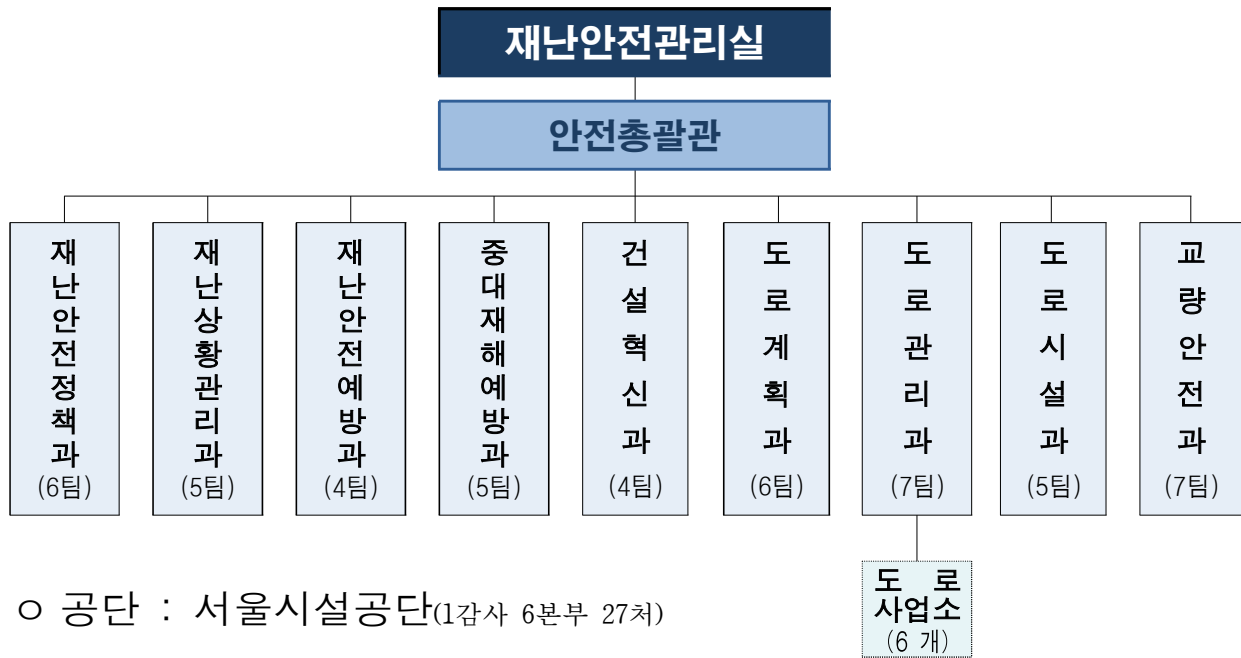 재난안전관리실
안전총괄관
재난안전정책과
(6팀)
재난상황관리과
(5팀)
재난안전예방과
(4팀)
중대재해예방과
(5팀)
건설혁신과
(4팀)
도로계획과
(6팀)
도로관리과
(7팀)
도로시설과
(5팀)
교량안전과
(7팀)
도 로
사업소
(6 개)
ㅇ 공단 : 서울시설공단(1감사 6본부 27처)